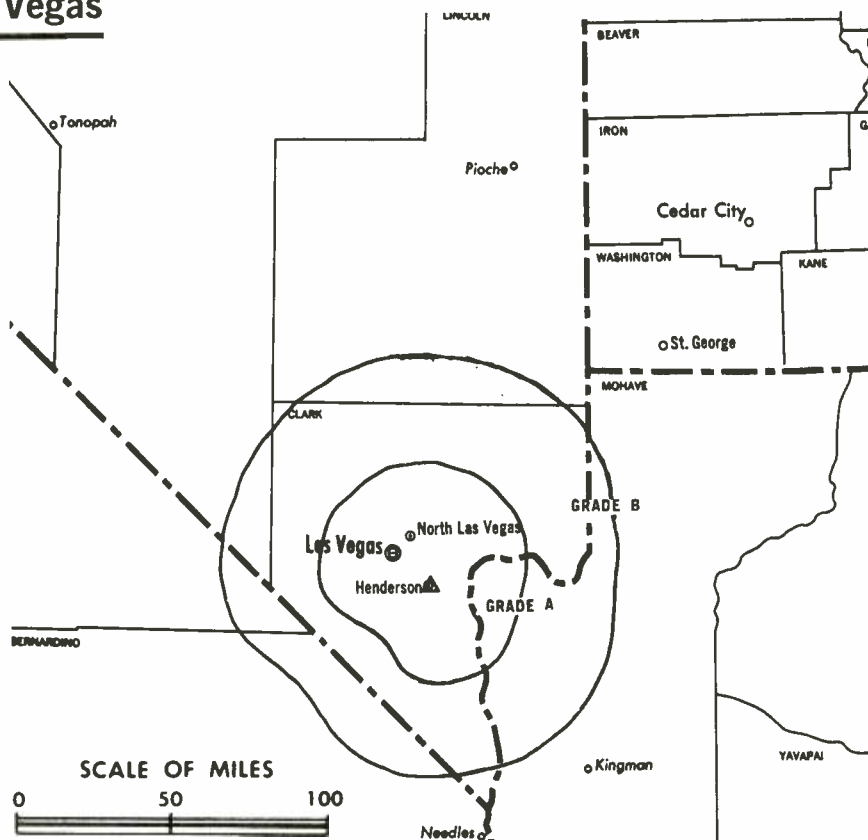 Vegas
LINCOLN
BEAVER
Tonopah
IRON
G
Pioche
Cedar City
WASHINGTON
KANE
St. George
MOHAVE
CLARK
GRADE B
North Las Vegas
Las Vegas
Henderson
GRADE A
BERNARDINO
SCALE OF MILES
0 50 100
Kingman
YAVAPAI
Needles